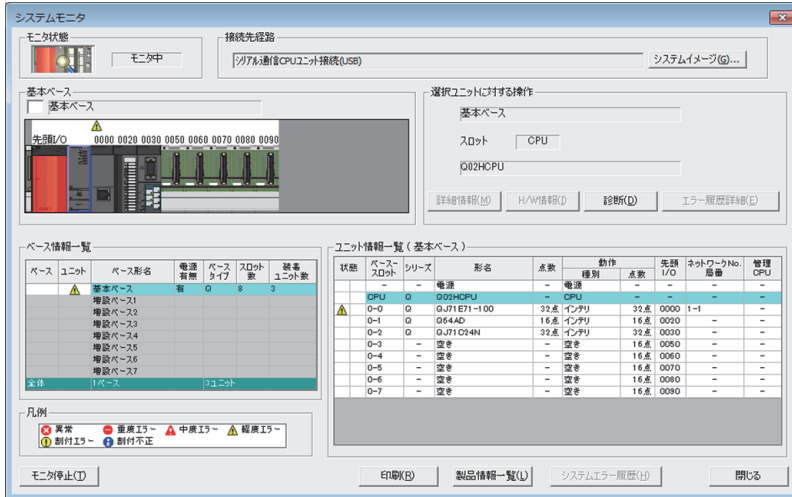 システムモニタ
モニタ状態
モニタ中
接続先経路
シリアル通信CPUユニット接続(USB)
システムイメージ(G)...
基本ベース
基本ベース
先頭I/O 0000 0020 0030 0050 0060 0070 0080 0090
選択ユニットに対する操作
基本ベース
スロット CPU
Q02HCPU
詳細情報(M) H/W情報(I) 診断(D) エラー履歴詳細(E)
ベース情報一覧
ベース ユニット ベース形名 電源有無 ベースタイプ スロット数 装着ユニット数
基本ベース 有 Q 8 3
増設ベース1
増設ベース2
増設ベース3
増設ベース4
増設ベース5
増設ベース6
増設ベース7
全体 1ベース 3ユニット
ユニット情報一覧 ( 基本ベース )
状態 ベース-スロット シリーズ 形名 点数 動作 種別 点数 先頭I/O ネットワークNo.局番 管理CPU
- - 電源 - 電源 - - - -
CPU Q Q02HCPU - CPU - - - -
0-0 Q QJ71E71-100 32点 インテリ 32点 0000 1-1 -
0-1 Q Q64AD 16点 インテリ 16点 0020 - -
0-2 Q QJ71C24N 32点 インテリ 32点 0030 - -
0-3 - 空き - 空き 16点 0050 - -
0-4 - 空き - 空き 16点 0060 - -
0-5 - 空き - 空き 16点 0070 - -
0-6 - 空き - 空き 16点 0080 - -
0-7 - 空き - 空き 16点 0090 - -
凡例
異常 重度エラー 中度エラー 軽度エラー
割付エラー 割付不正
モニタ停止(T) 印刷(R) 製品情報一覧(L) システムエラー履歴(H) 閉じる